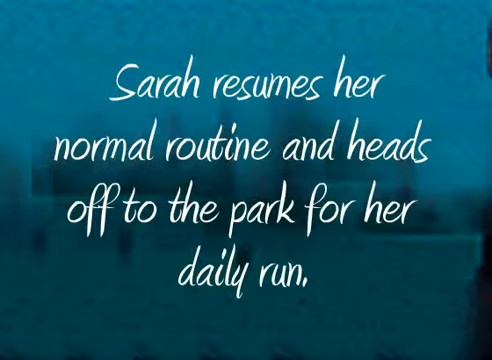 Sarah resumes her
normal routine and heads
off to the park for her
daily run.